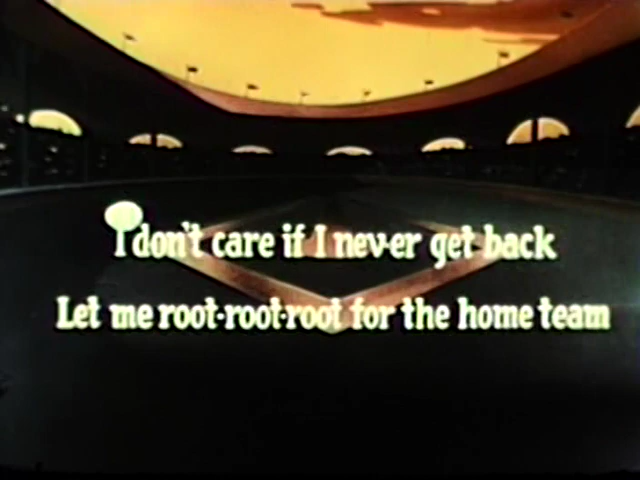 I don't care if I nev-er get back
Let me root-root-root for the home team